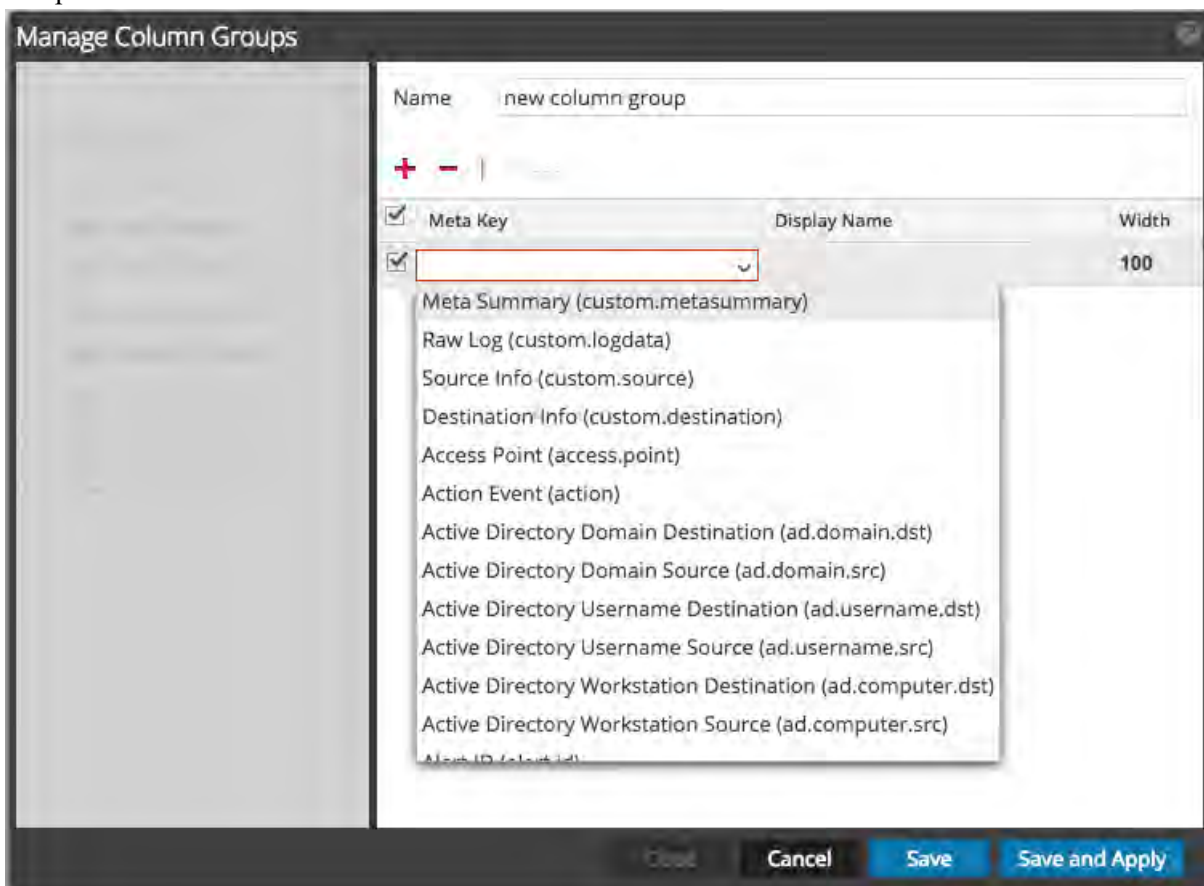 Manage Column Groups
Name new column group
Meta Key Display Name Width
100
Meta Summary (custom.metasummary)
Raw Log (custom.logdata)
Source Info (custom.source)
Destination Info (custom.destination)
Access Point (access.point)
Action Event (action)
Active Directory Domain Destination (ad.domain.dst)
Active Directory Domain Source (ad.domain.src)
Active Directory Username Destination (ad.username.dst)
Active Directory Username Source (ad.username.src)
Active Directory Workstation Destination (ad.computer.dst)
Active Directory Workstation Source (ad.computer.src)
Alert ID (alert.id)
Close Cancel Save Save and Apply